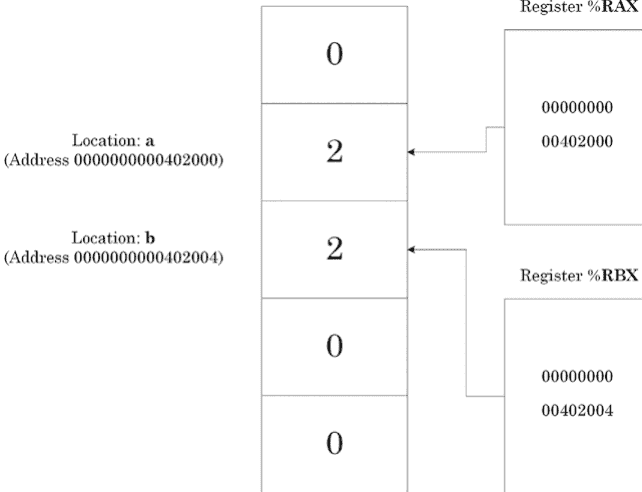 Register %RAX
0
00000000
Location: a
(Address 0000000000402000)
2
00402000
Location: b
(Address 0000000000402004)
2
Register %RBX
0
00000000
00402004
0